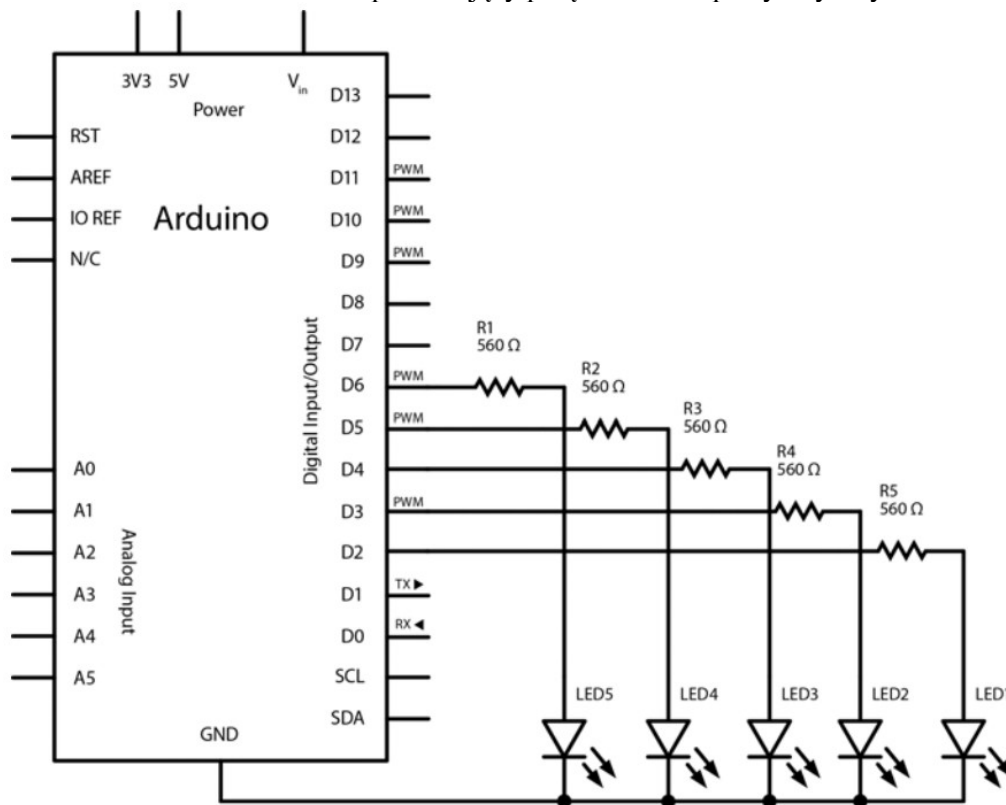 3V3 5V Vin
Power
Arduino
RST
AREF
IO REF
N/C
A0
A1
A2
A3
A4
A5
Analog Input
GND
Digital Input/Output
D13
D12
D11 PWM
D10 PWM
D9 PWM
D8
D7
D6 PWM
D5 PWM
D4
D3 PWM
D2
D1 TX ▶
D0 RX ◀
SCL
SDA
R1
560 Ω
R2
560 Ω
R3
560 Ω
R4
560 Ω
R5
560 Ω
LED5 LED4 LED3 LED2